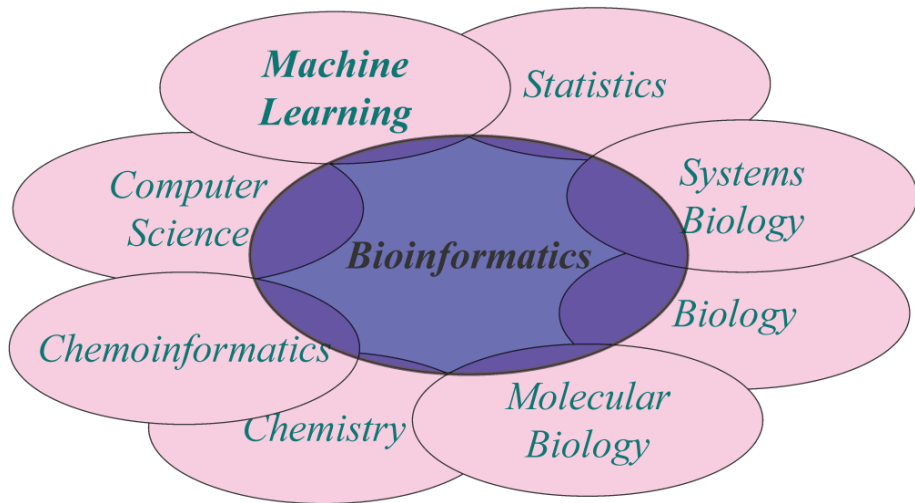 Machine
Learning
Statistics
Computer
Science
Systems
Biology
Bioinformatics
Biology
Chemoinformatics
Molecular
Biology
Chemistry